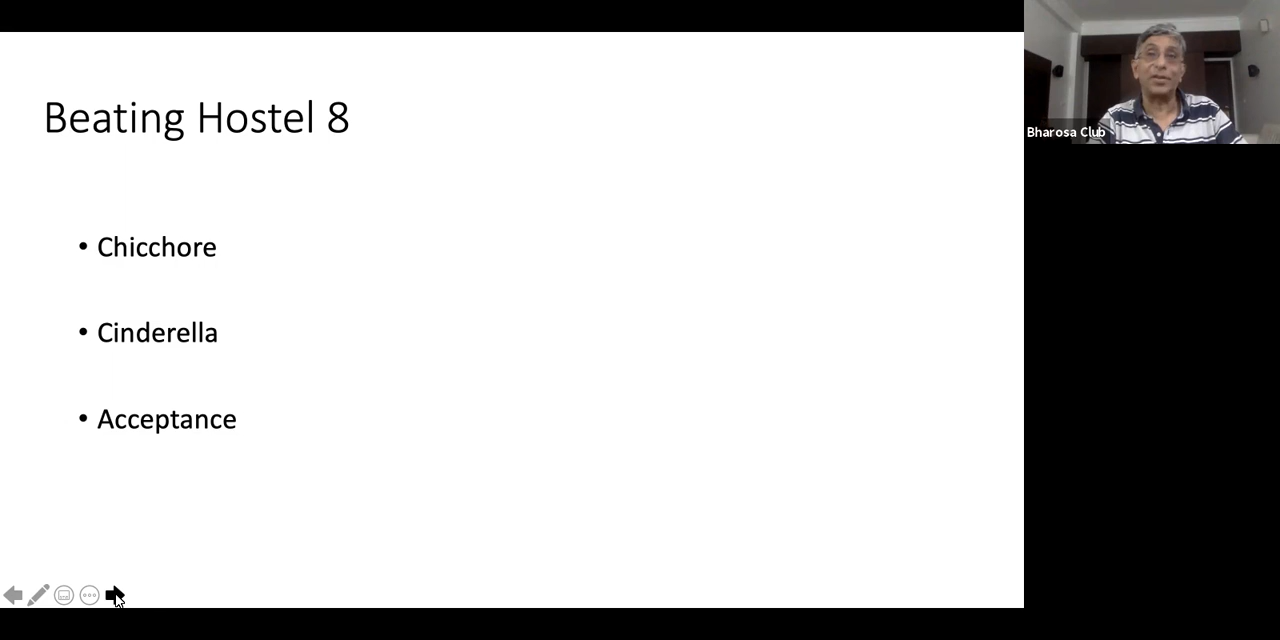 Beating Hostel 8
• Chicchore
• Cinderella
• Acceptance
Bharosa Club